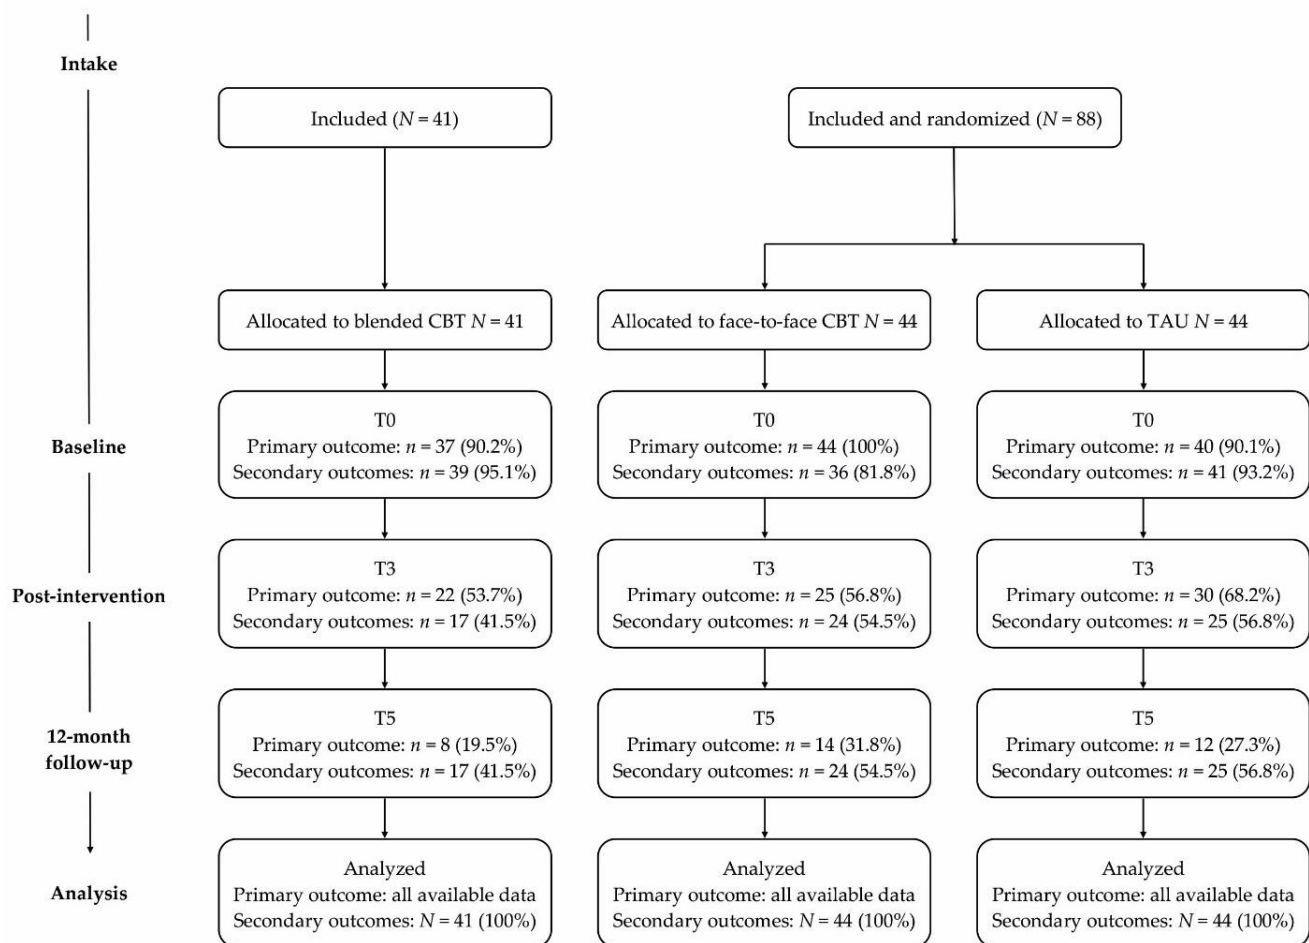 Intake
Included (N = 41)
Included and randomized (N = 88)
Allocated to blended CBT N = 41
Allocated to face-to-face CBT N = 44
Allocated to TAU N = 44
Baseline
T0
Primary outcome: n = 37 (90.2%)
Secondary outcomes: n = 39 (95.1%)
T0
Primary outcome: n = 44 (100%)
Secondary outcomes: n = 36 (81.8%)
T0
Primary outcome: n = 40 (90.1%)
Secondary outcomes: n = 41 (93.2%)
Post-intervention
T3
Primary outcome: n = 22 (53.7%)
Secondary outcomes: n = 17 (41.5%)
T3
Primary outcome: n = 25 (56.8%)
Secondary outcomes: n = 24 (54.5%)
T3
Primary outcome: n = 30 (68.2%)
Secondary outcomes: n = 25 (56.8%)
12-month
follow-up
T5
Primary outcome: n = 8 (19.5%)
Secondary outcomes: n = 17 (41.5%)
T5
Primary outcome: n = 14 (31.8%)
Secondary outcomes: n = 24 (54.5%)
T5
Primary outcome: n = 12 (27.3%)
Secondary outcomes: n = 25 (56.8%)
Analysis
Analyzed
Primary outcome: all available data
Secondary outcomes: N = 41 (100%)
Analyzed
Primary outcome: all available data
Secondary outcomes: N = 44 (100%)
Analyzed
Primary outcome: all available data
Secondary outcomes: N = 44 (100%)